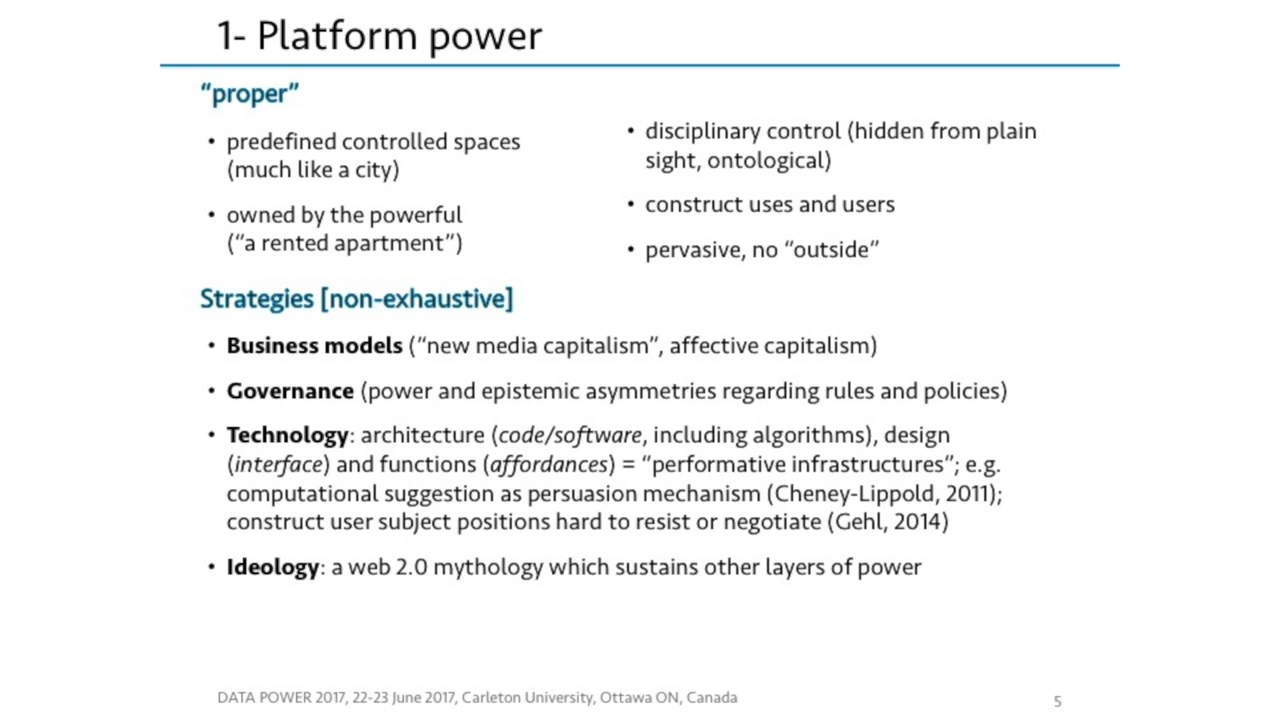 1- Platform power
“proper”
• predefined controlled spaces
(much like a city)
• owned by the powerful
(“a rented apartment”)
• disciplinary control (hidden from plain
sight, ontological)
• construct uses and users
• pervasive, no “outside”
Strategies [non-exhaustive]
• Business models (“new media capitalism”, affective capitalism)
• Governance (power and epistemic asymmetries regarding rules and policies)
• Technology: architecture (code/software, including algorithms), design
(interface) and functions (affordances) = “performative infrastructures”; e.g.
computational suggestion as persuasion mechanism (Cheney-Lippold, 2011);
construct user subject positions hard to resist or negotiate (Gehl, 2014)
• Ideology: a web 2.0 mythology which sustains other layers of power
DATA POWER 2017, 22-23 June 2017, Carleton University, Ottawa ON, Canada
5